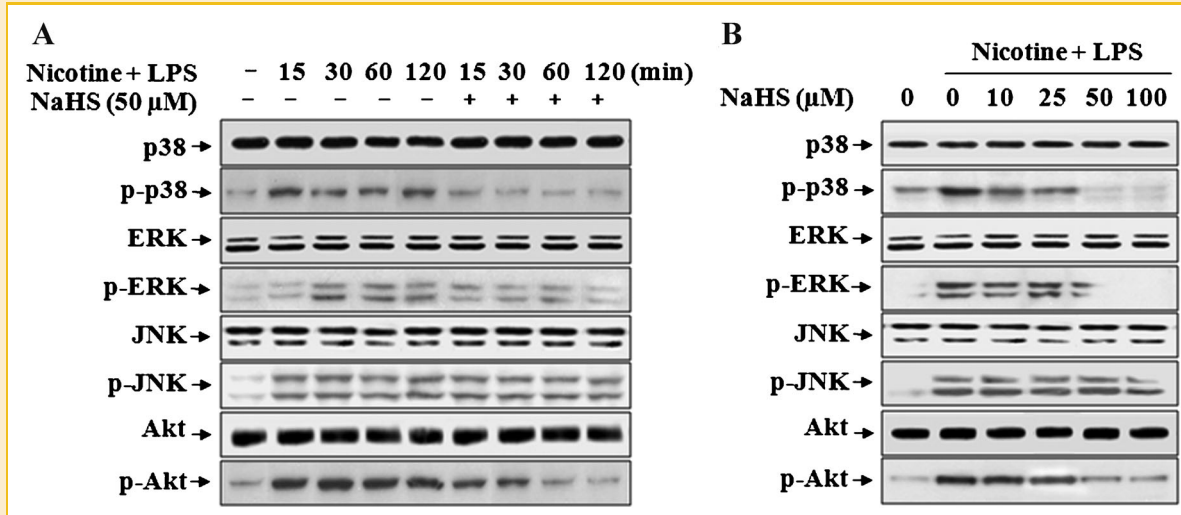 A
Nicotine + LPS – 15 30 60 120 15 30 60 120 (min)
NaHS (50 µM) – – – – – + + + +
p38
p-p38
ERK
p-ERK
JNK
p-JNK
Akt
p-Akt
B
Nicotine + LPS
NaHS (µM) 0 0 10 25 50 100
p38
p-p38
ERK
p-ERK
JNK
p-JNK
Akt
p-Akt